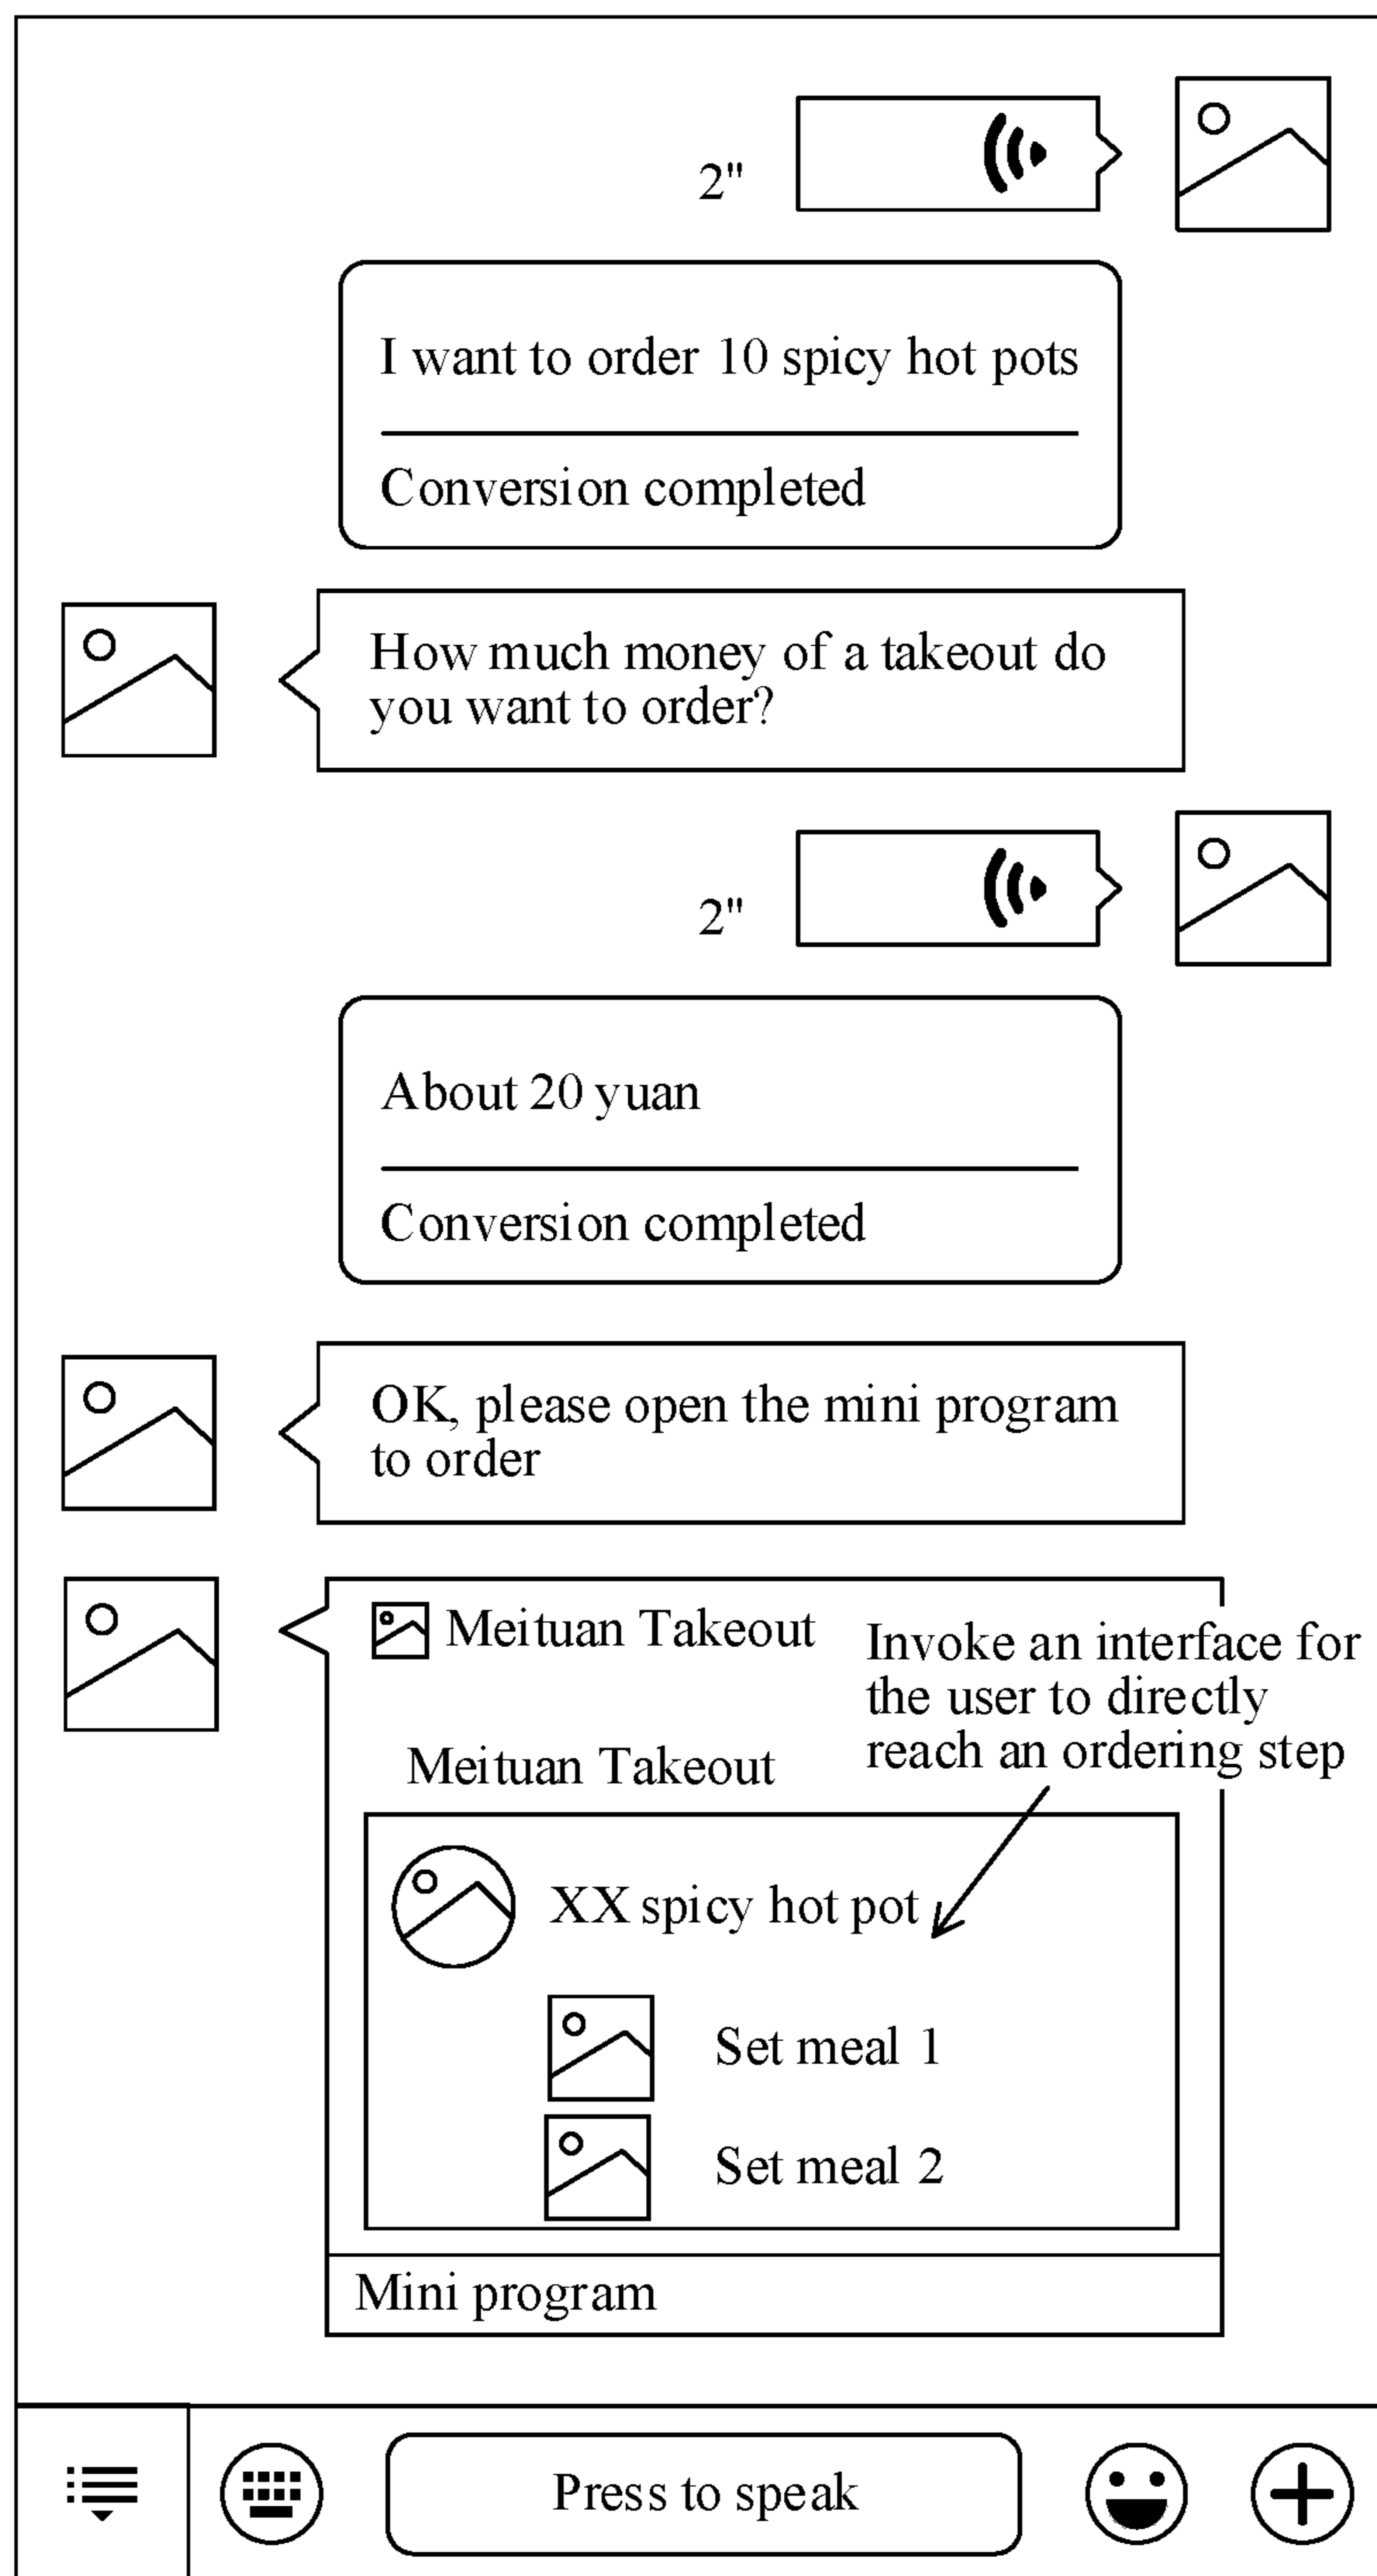 2"
I want to order 10 spicy hot pots
Conversion completed
How much money of a takeout do
you want to order?
2"
About 20 yuan
Conversion completed
OK, please open the mini program
to order
Meituan Takeout
Invoke an interface for
the user to directly
reach an ordering step
Meituan Takeout
XX spicy hot pot
Set meal 1
Set meal 2
Mini program
Press to speak